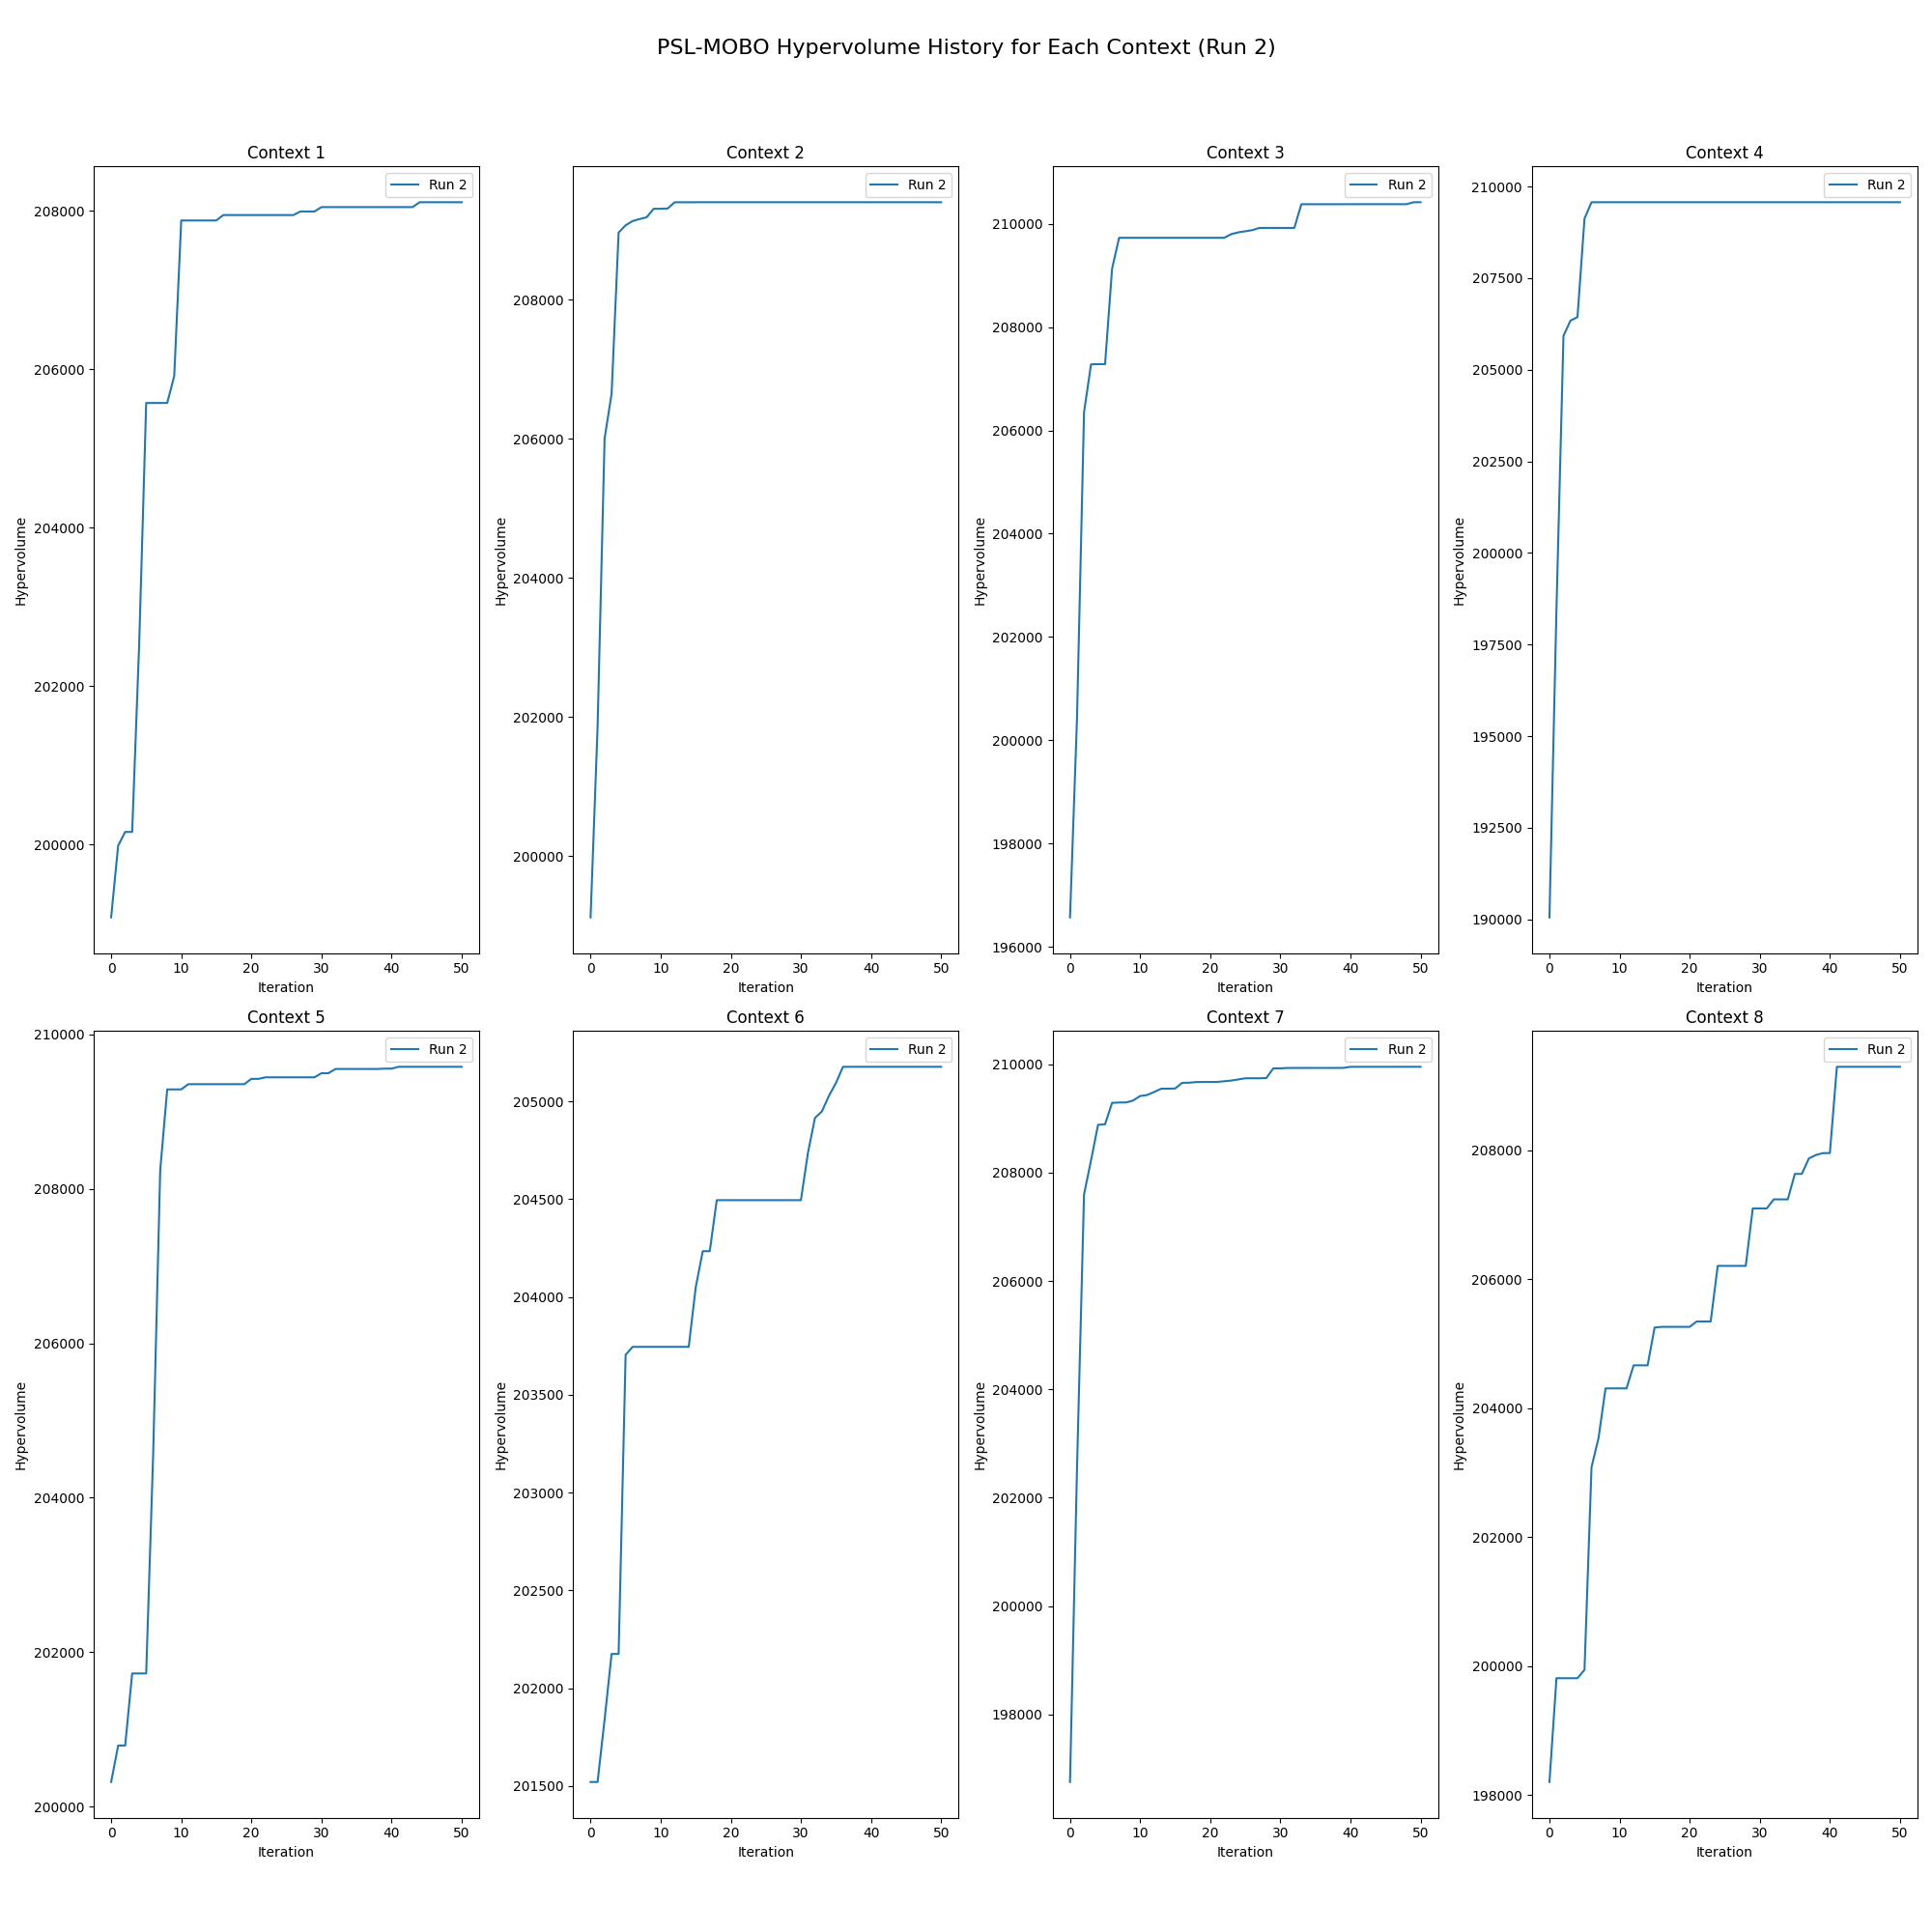 PSL-MOBO Hypervolume History for Each Context (Run 2)
Context 1
Run 2
208000
206000
204000
202000
200000
Hypervolume
0 10 20 30 40 50
Iteration
Context 2
Run 2
208000
206000
204000
202000
200000
Hypervolume
0 10 20 30 40 50
Iteration
Context 3
Run 2
210000
208000
206000
204000
202000
200000
198000
196000
Hypervolume
0 10 20 30 40 50
Iteration
Context 4
Run 2
210000
207500
205000
202500
200000
197500
195000
192500
190000
Hypervolume
0 10 20 30 40 50
Iteration
Context 5
Run 2
210000
208000
206000
204000
202000
200000
Hypervolume
0 10 20 30 40 50
Iteration
Context 6
Run 2
205000
204500
204000
203500
203000
202500
202000
201500
Hypervolume
0 10 20 30 40 50
Iteration
Context 7
Run 2
210000
208000
206000
204000
202000
200000
198000
Hypervolume
0 10 20 30 40 50
Iteration
Context 8
Run 2
208000
206000
204000
202000
200000
198000
Hypervolume
0 10 20 30 40 50
Iteration